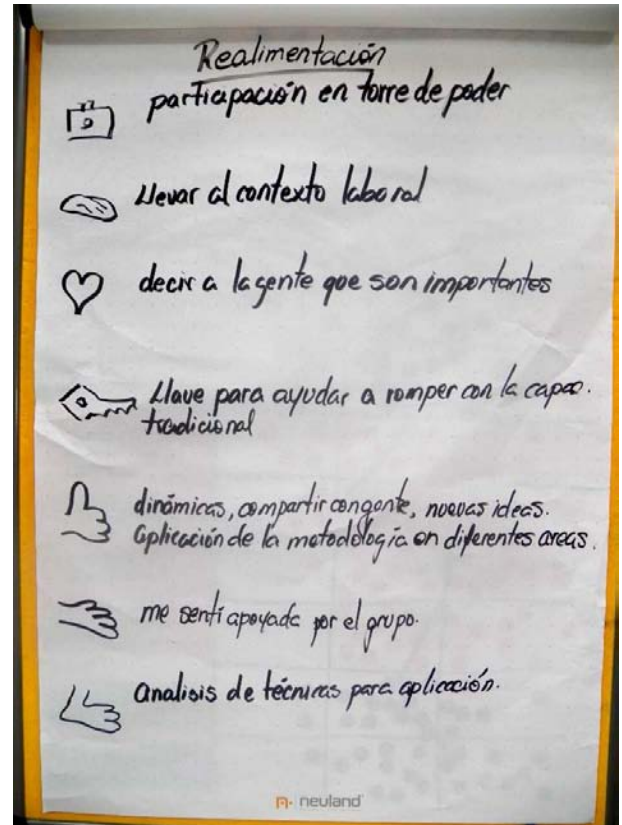 Realimentación
participación en torre de poder
Llevar al contexto laboral
decir a la gente que son importantes
Llave para ayudar a romper con la capac.
tradicional
dinámicas, compartir con gente, nuevas ideas.
Aplicación de la metodología en diferentes areas.
me sentí apoyada por el grupo.
Analisis de técnicas para aplicación.
neuland